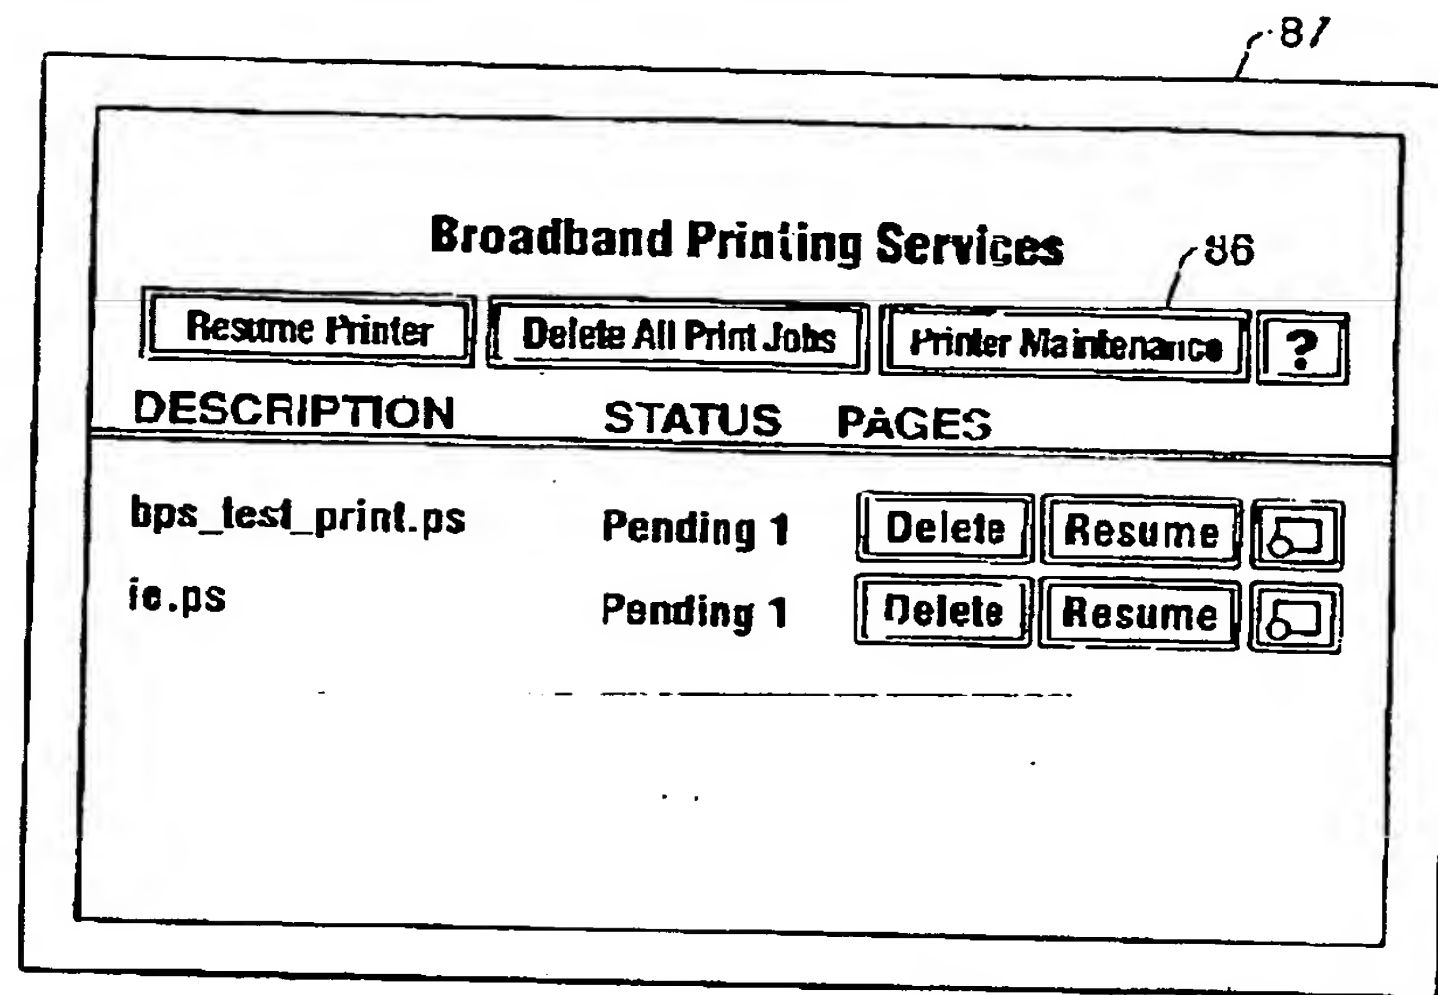 87
Broadband Printing Services
86
Resume Printer Delete All Print Jobs Printer Maintenance ?
DESCRIPTION STATUS PAGES
bps_test_print.ps Pending 1 Delete Resume
ie.ps Pending 1 Delete Resume